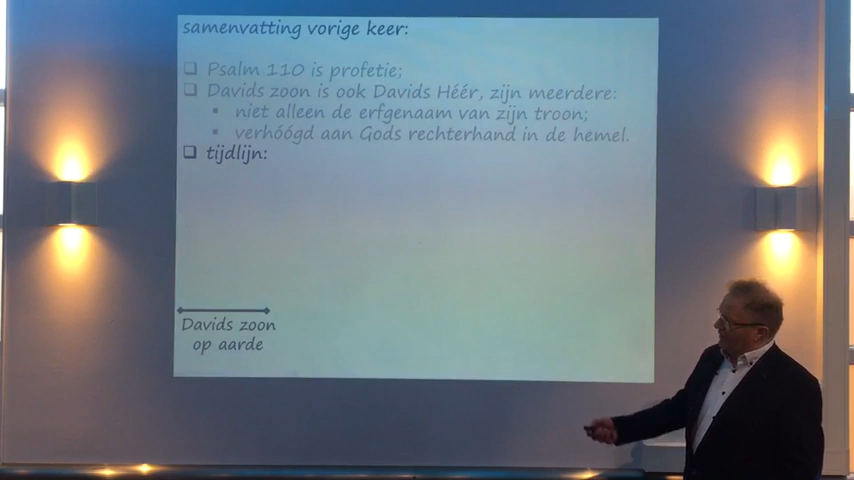 samenvatting vorige keer:
❑ Psalm 110 is profetie;
❑ Davids zoon is ook Davids Héér, zijn meerdere:
▪ niet alleen de erfgenaam van zijn troon;
▪ verhóógd aan Gods rechterhand in de hemel.
❑ tijdlijn:
Davids zoon
op aarde